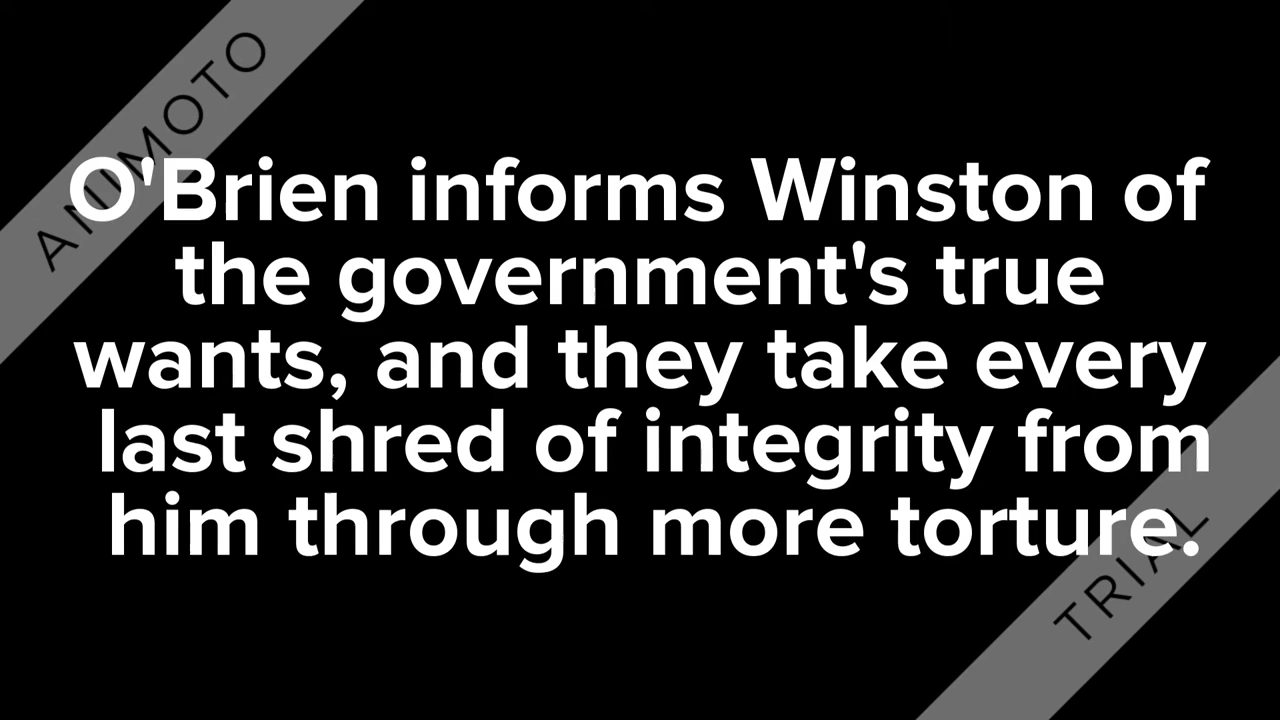 ANIMOTO
O'Brien informs Winston of
the government's true
wants, and they take every
last shred of integrity from
him through more torture.
TRIAL